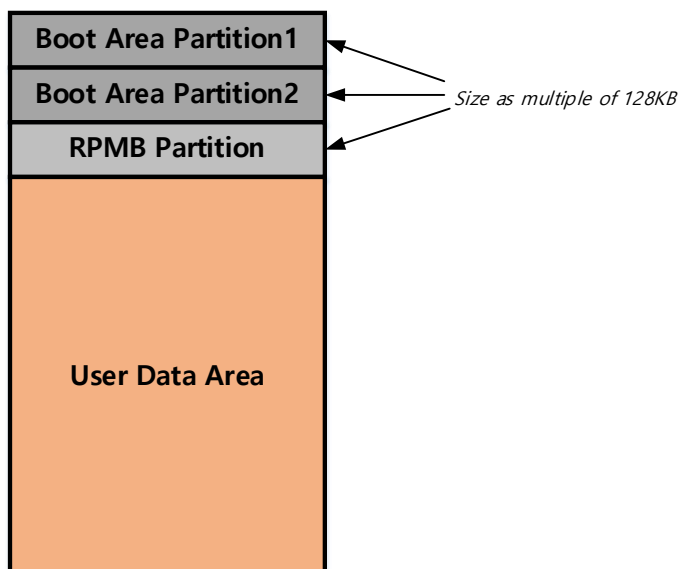 Boot Area Partition1
Boot Area Partition2
Size as multiple of 128KB
RPMB Partition
User Data Area